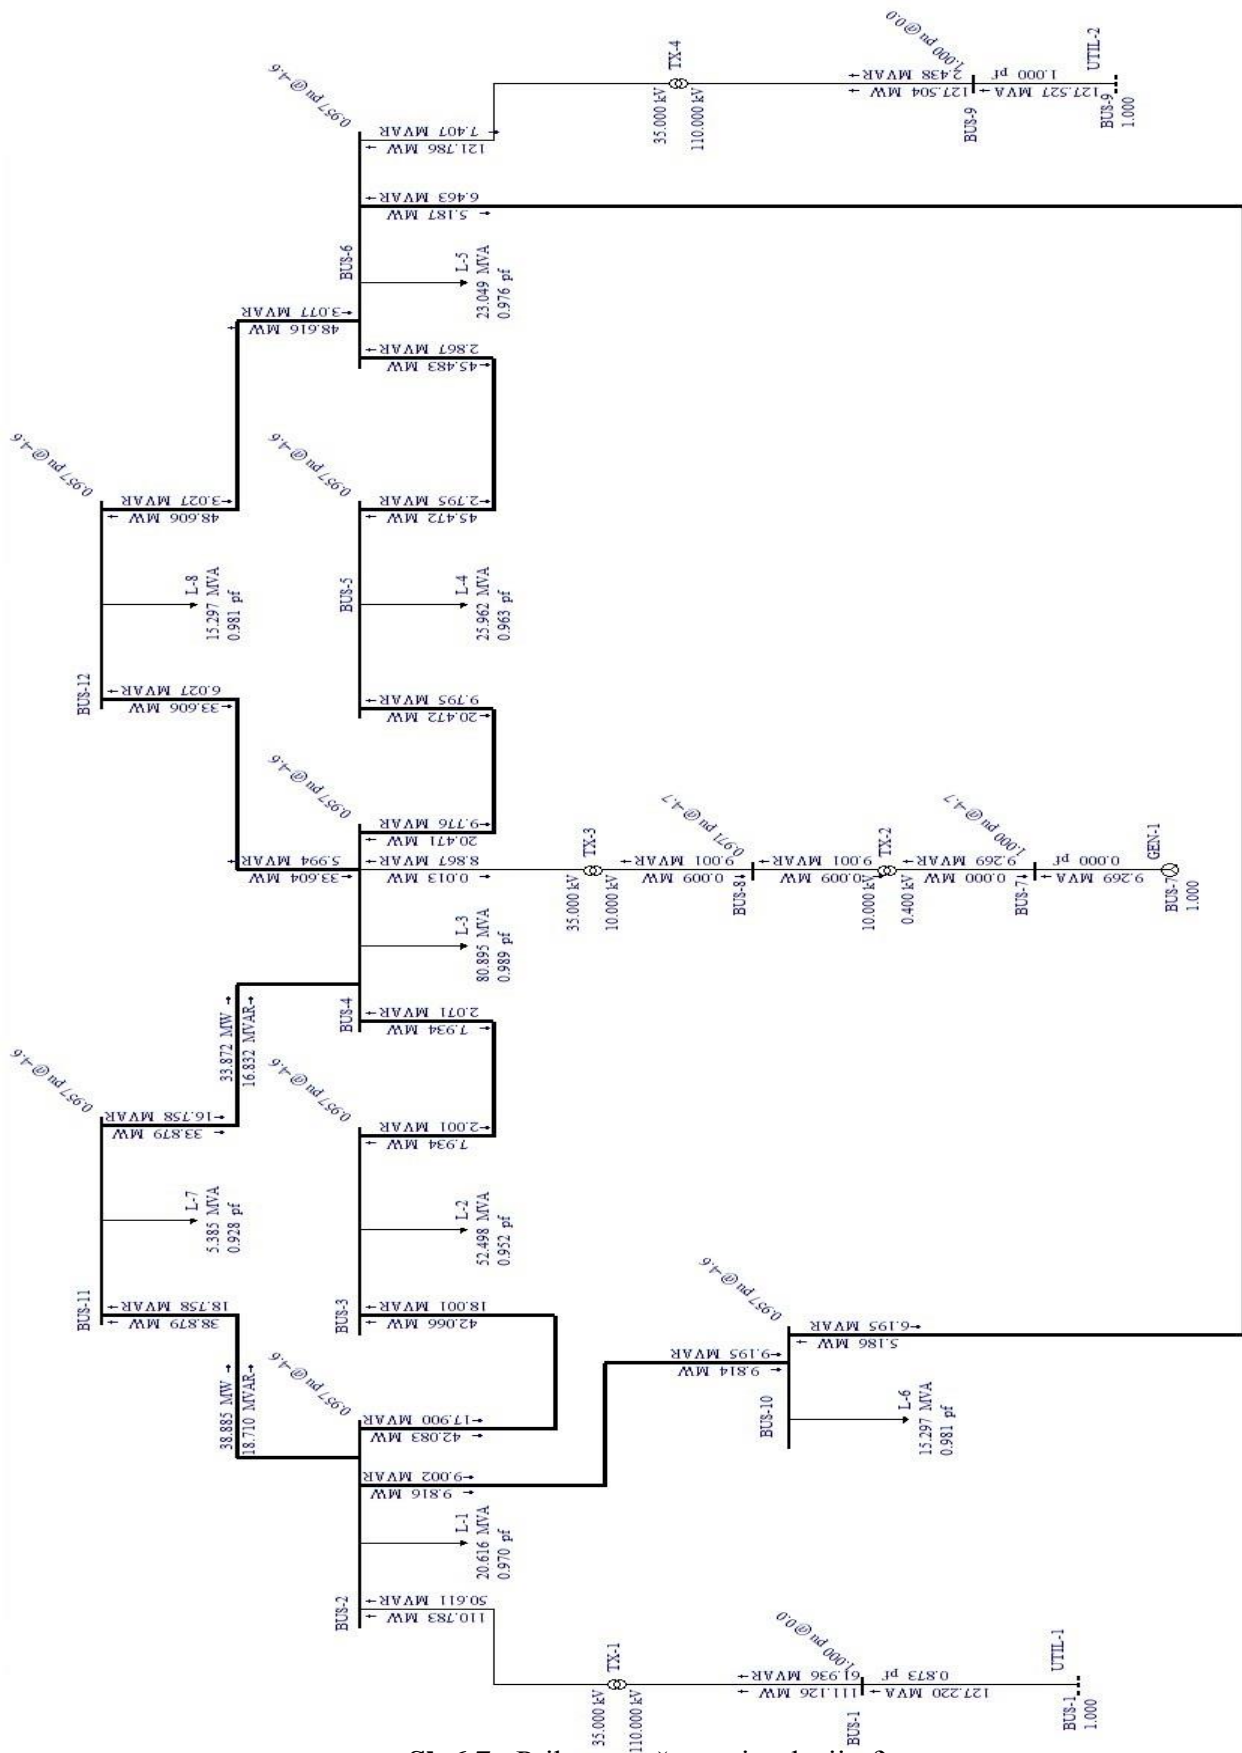 BUS-1
1.000
UTIL-1
127.220 MVA
0.873 pf
1.000 pu @0.0
BUS-1
111.126 MW
61.936 MVAR
110.000 kV
35.000 kV
TX-1
110.783 MW
50.611 MVAR
BUS-2
L-1
20.616 MVA
0.970 pf
9.816 MW
9.002 MVAR
42.083 MW
17.900 MVAR
0.957 pu @-4.6
38.885 MW
18.710 MVAR
BUS-11
38.879 MW
18.758 MVAR
L-7
5.385 MVA
0.928 pf
33.879 MW
16.758 MVAR
0.957 pu @-4.6
33.872 MW
16.832 MVAR
BUS-3
42.066 MW
18.001 MVAR
L-2
52.498 MVA
0.952 pf
7.934 MW
2.001 MVAR
0.957 pu @-4.6
BUS-10
9.814 MW
9.195 MVAR
L-6
15.297 MVA
0.981 pf
5.186 MW
6.195 MVAR
0.957 pu @-4.6
BUS-4
7.934 MW
2.071 MVAR
L-3
80.895 MVA
0.989 pf
0.013 MW
8.867 MVAR
33.604 MW
5.994 MVAR
20.471 MW
9.776 MVAR
0.957 pu @-4.6
35.000 kV
10.000 kV
TX-3
0.009 MW
9.001 MVAR
BUS-8
0.971 pu @-4.7
0.009 MW
9.001 MVAR
10.000 kV
0.400 kV
TX-2
0.000 MW
9.269 MVAR
BUS-7
1.000 pu @-4.7
9.269 MVA
0.000 pf
GEN-1
BUS-7
1.000
BUS-12
33.606 MW
6.027 MVAR
L-8
15.297 MVA
0.981 pf
48.606 MW
3.027 MVAR
0.957 pu @-4.6
BUS-5
20.472 MW
9.795 MVAR
L-4
25.962 MVA
0.963 pf
45.472 MW
2.795 MVAR
0.957 pu @-4.6
BUS-6
45.483 MW
2.867 MVAR
48.616 MW
3.077 MVAR
L-5
23.049 MVA
0.976 pf
5.187 MW
6.463 MVAR
121.786 MW
7.407 MVAR
0.957 pu @-4.6
35.000 kV
110.000 kV
TX-4
127.504 MW
2.438 MVAR
BUS-9
1.000 pu @0.0
127.527 MVA
1.000 pf
UTIL-2
BUS-9
1.000